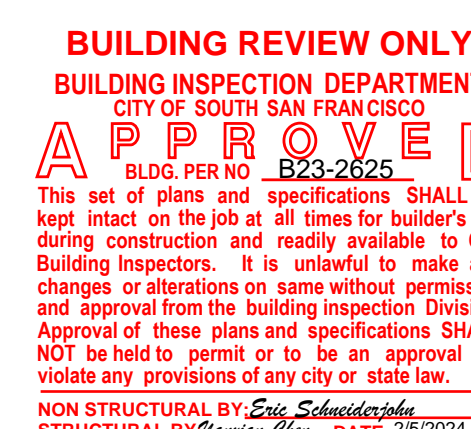 BUILDING REVIEW ONLY
BUILDING INSPECTION DEPARTMENT
CITY OF SOUTH SAN FRANCISCO
APPROVE
BLDG. PER NO B23-2625
This set of plans and specifications SHALL
kept intact on the job at all times for builder's
during construction and readily available to
Building Inspectors. It is unlawful to make a
changes or alterations on same without permiss
and approval from the building inspection Divisi
Approval of these plans and specifications SHA
NOT be held to permit or to be an approval
violate any provisions of any city or state law.
NON STRUCTURAL BY: Eric Schneiderjohn
STRUCTURAL BY Chen DATE 2/5/2024